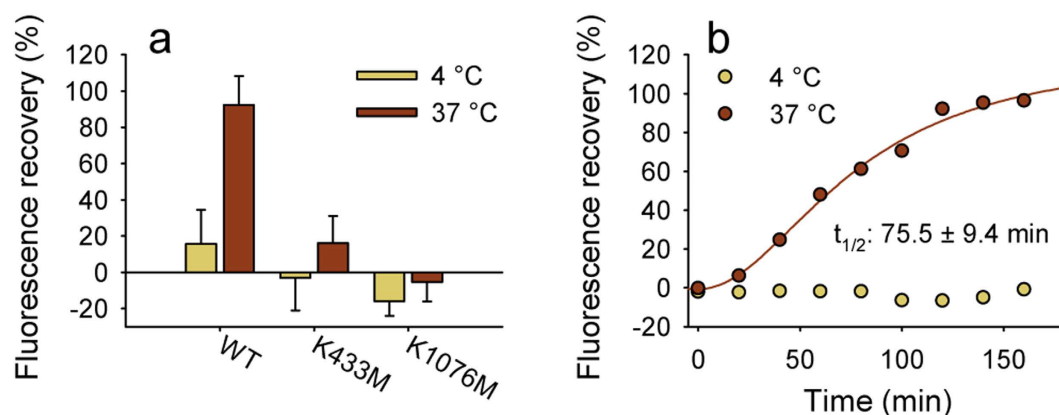 a
Fluorescence recovery (%)
120
100
80
60
40
20
0
-20
4 °C
37 °C
WT
K433M
K1076M
b
Fluorescence recovery (%)
120
100
80
60
40
20
0
-20
4 °C
37 °C
t1/2: 75.5 ± 9.4 min
0 50 100 150
Time (min)